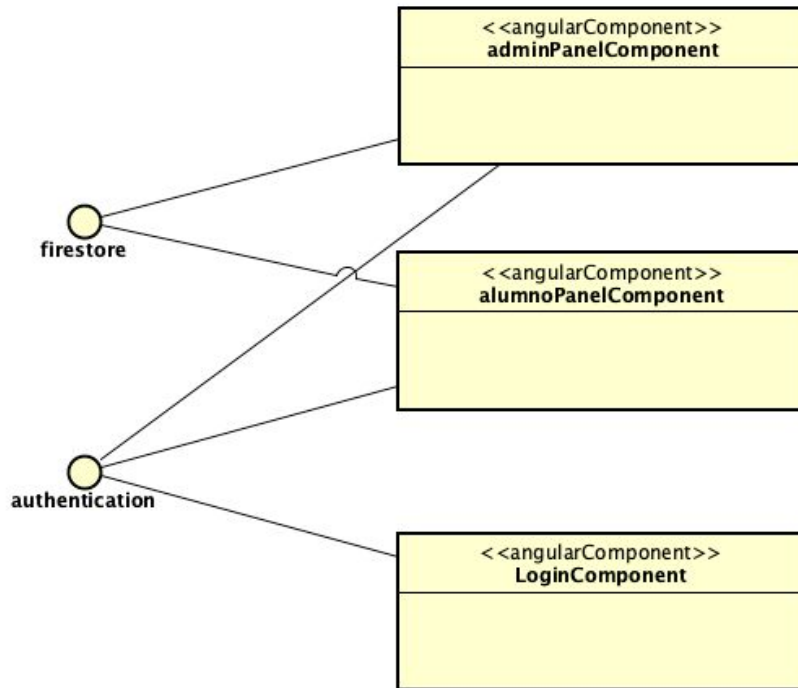 <<angularComponent>>
adminPanelComponent
firestore
<<angularComponent>>
alumnoPanelComponent
authentication
<<angularComponent>>
LoginComponent